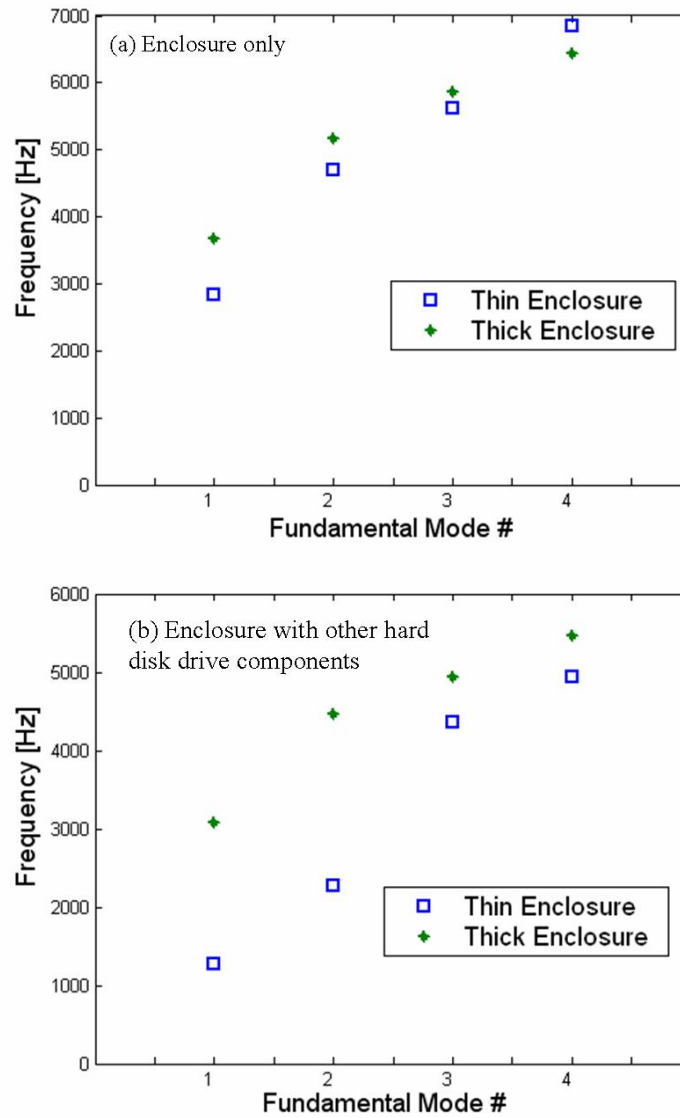 7000
(a) Enclosure only
6000
5000
4000
3000
2000
1000
0
Frequency [Hz]
Thin Enclosure
Thick Enclosure
1 2 3 4
Fundamental Mode #
6000
(b) Enclosure with other hard
disk drive components
5000
4000
3000
2000
1000
0
Frequency [Hz]
Thin Enclosure
Thick Enclosure
1 2 3 4
Fundamental Mode #